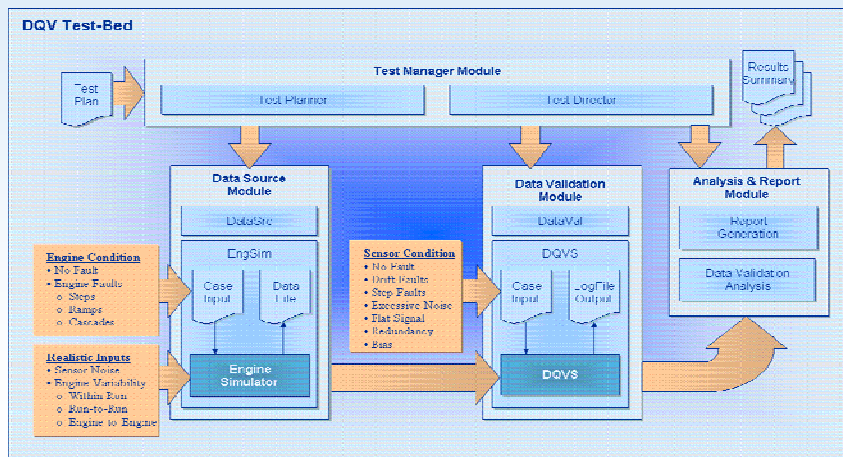 DQV Test-Bed
Test Manager Module
Test
Plan
Test Planner
Test Director
Results
Summary
Data Source
Module
DataSrc
EngSim
Case
Input
Data
File
Engine
Simulator
Data Validation
Module
DataVal
DQVS
Case
Input
LogFile
Output
DQVS
Analysis & Report
Module
Report
Generation
Data Validation
Analysis
Engine Condition
• No Fault
• Engine Faults
o Steps
o Ramps
o Cascades
Realistic Inputs
• Sensor Noise
• Engine Variability
o Within Run
o Run-to-Run
o Engine to Engine
Sensor Condition
• No Fault
• Drift Faults
• Step Faults
• Excessive Noise
• Flat Signal
• Redundancy
• Bias